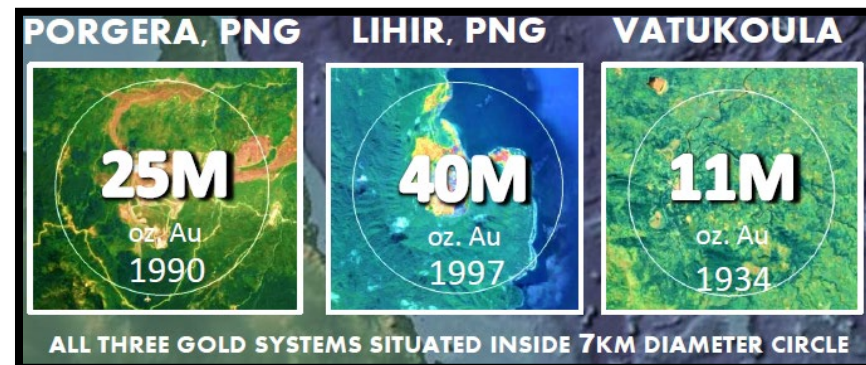 PORGERA, PNG
25M
oz. Au
1990
LIHIR, PNG
40M
oz. Au
1997
VATUKOULA
11M
oz. Au
1934
ALL THREE GOLD SYSTEMS SITUATED INSIDE 7KM DIAMETER CIRCLE